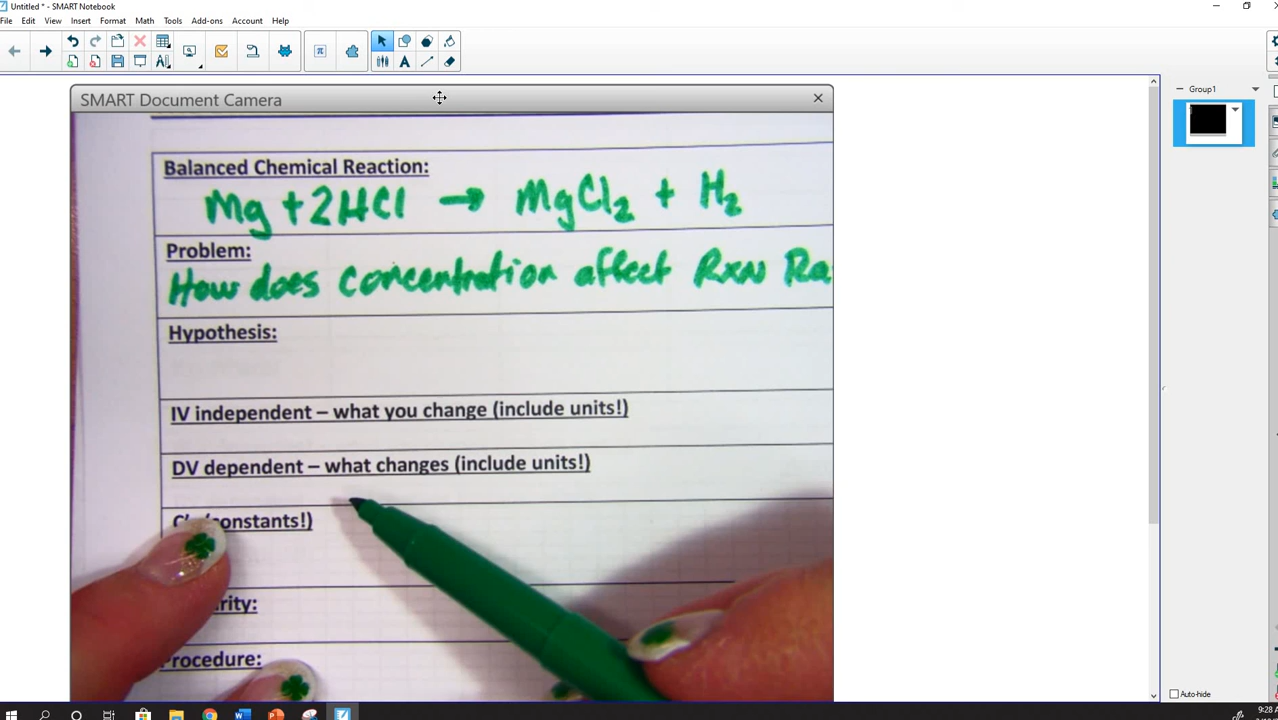 Untitled * - SMART Notebook
File Edit View Insert Format Math Tools Add-ons Account Help
SMART Document Camera
Group1
Balanced Chemical Reaction:
Mg + 2HCl → MgCl₂ + H₂
Problem:
How does concentration affect RXN Ra
Hypothesis:
IV independent – what you change (include units!)
DV dependent – what changes (include units!)
constants!)
rity:
Procedure:
Auto-hide
9:28 A